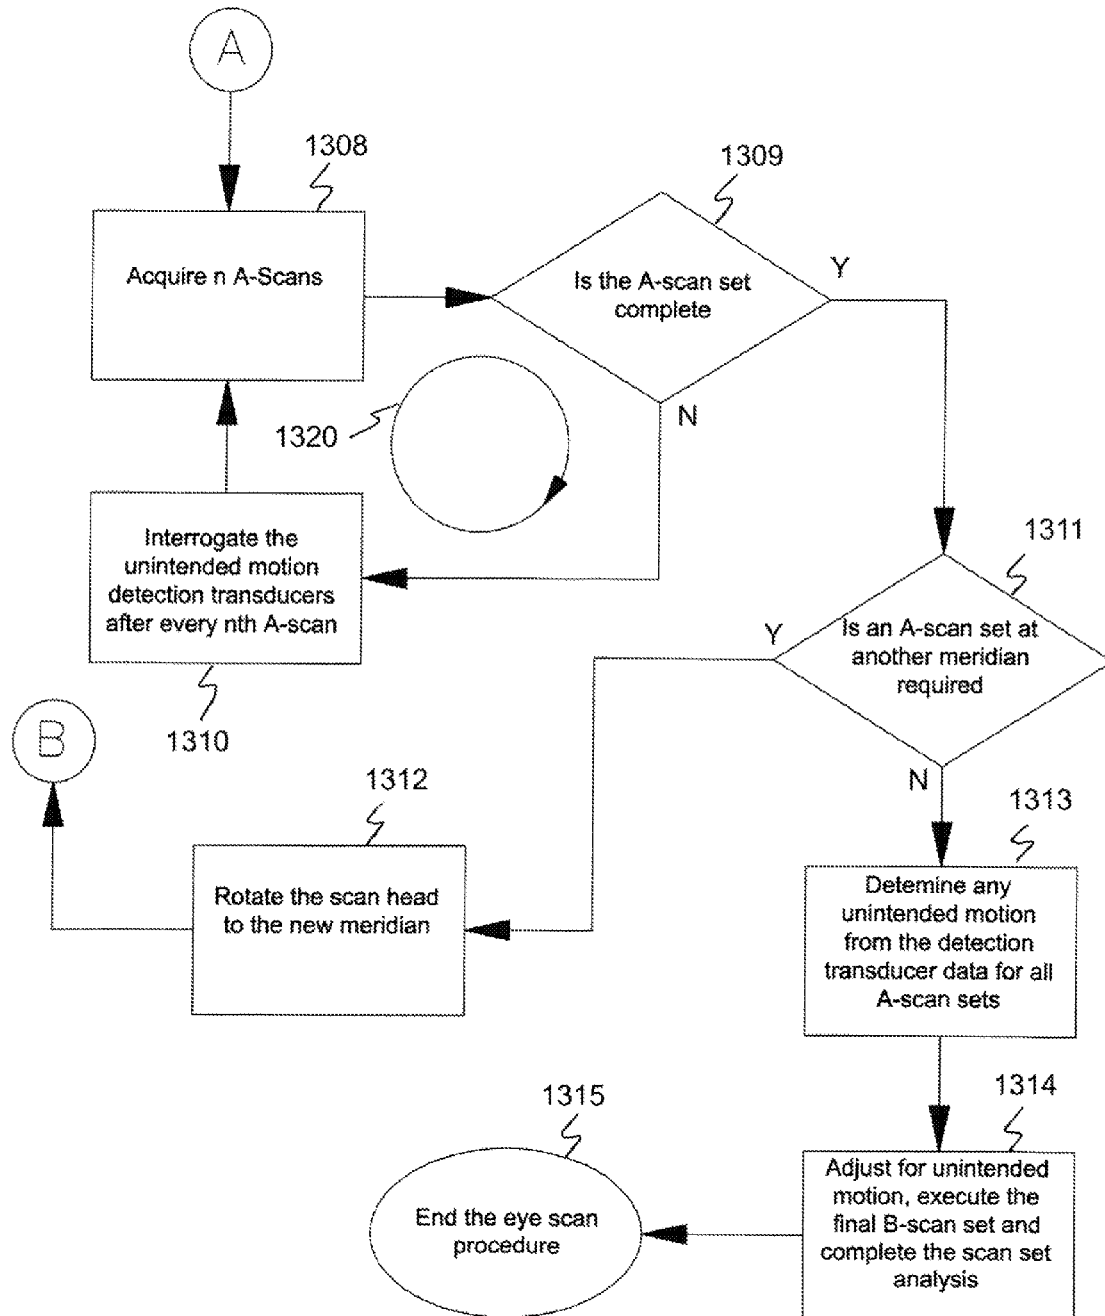 A
1308
Acquire n A-Scans
1309
Is the A-scan set
complete
Y
N
1320
Interrogate the
unintended motion
detection transducers
after every nth A-scan
1310
1311
Is an A-scan set at
another meridian
required
Y
N
B
1312
Rotate the scan head
to the new meridian
1313
Detemine any
unintended motion
from the detection
transducer data for all
A-scan sets
1314
Adjust for unintended
motion, execute the
final B-scan set and
complete the scan set
analysis
1315
End the eye scan
procedure